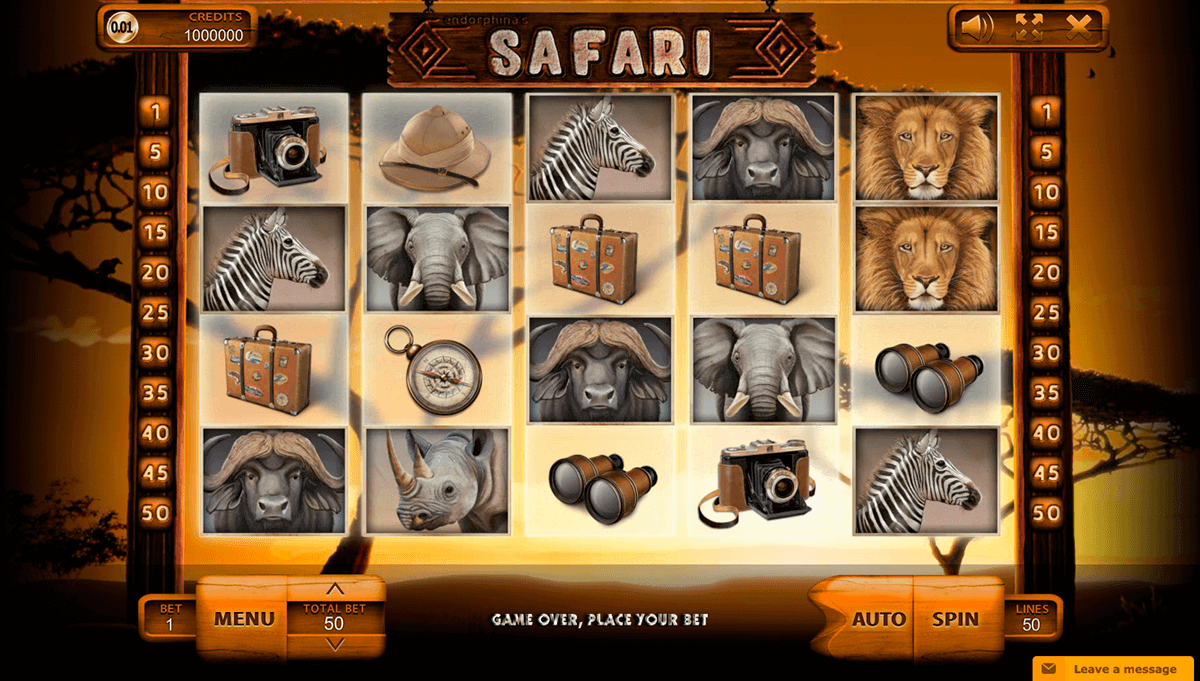 0.01
CREDITS
1000000
endorphina's
SAFARI
1
5
10
15
20
25
30
35
40
45
50
1
5
10
15
20
25
30
35
40
45
50
BET
1
MENU
TOTAL BET
50
GAME OVER, PLACE YOUR BET
AUTO
SPIN
LINES
50
Leave a message